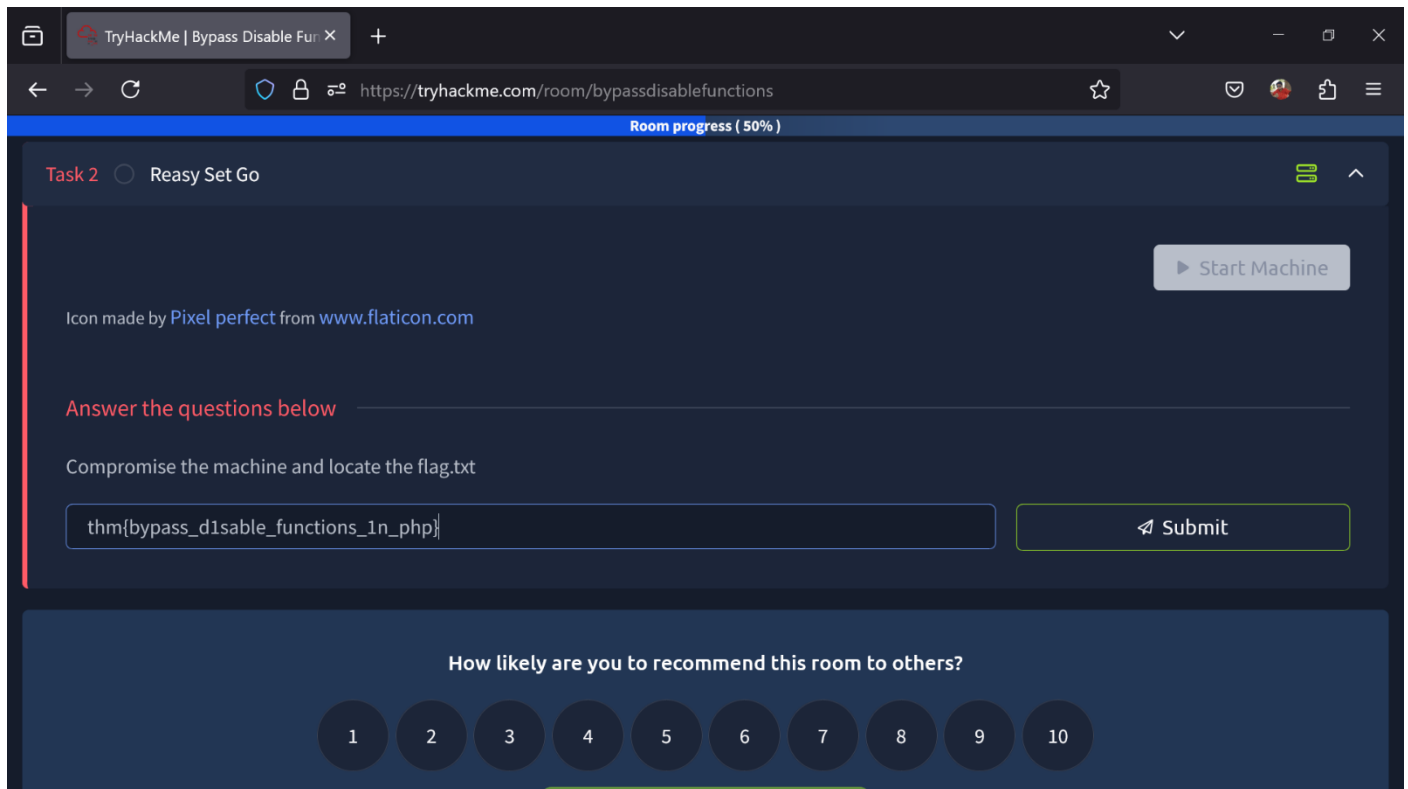 TryHackMe | Bypass Disable Fun
https://tryhackme.com/room/bypassdisablefunctions
Room progress ( 50% )
Task 2 Reasy Set Go
Start Machine
Icon made by Pixel perfect from www.flaticon.com
Answer the questions below
Compromise the machine and locate the flag.txt
thm{bypass_d1sable_functions_1n_php} Submit
How likely are you to recommend this room to others?
1 2 3 4 5 6 7 8 9 10